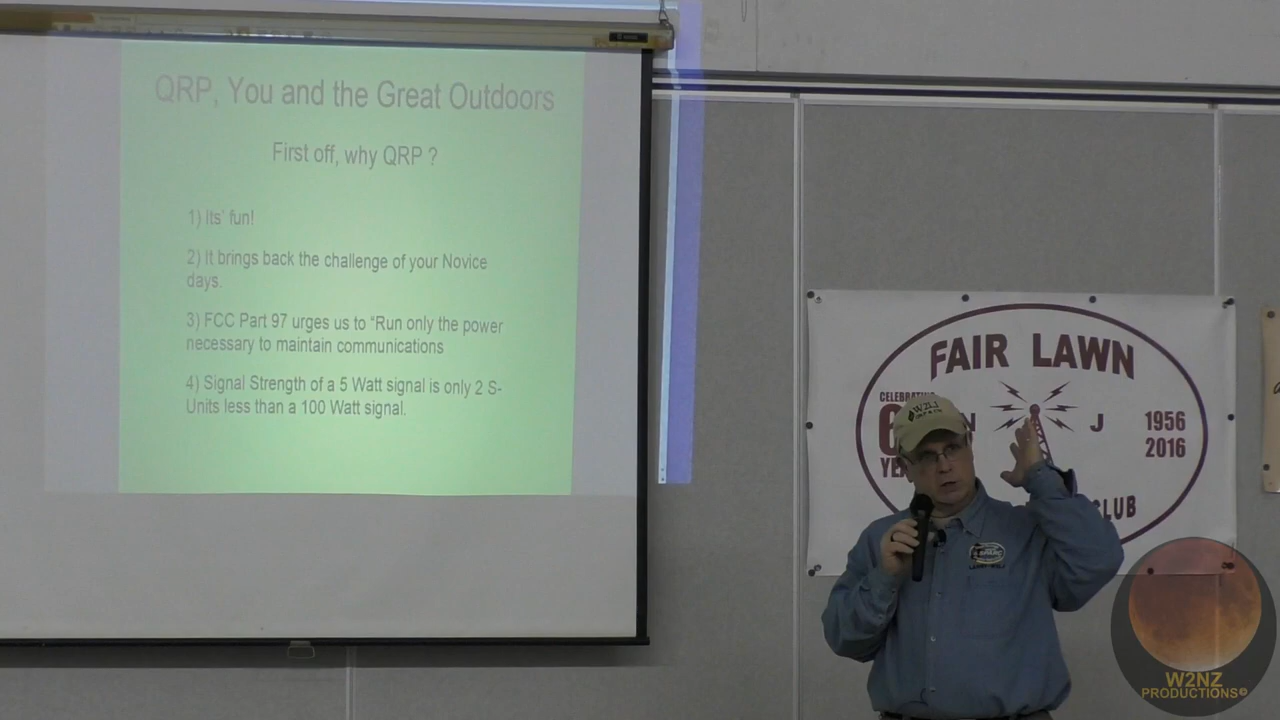 QRP, You and the Great Outdoors
First off, why QRP ?
1) Its' fun!
2) It brings back the challenge of your Novice
days.
3) FCC Part 97 urges us to “Run only the power
necessary to maintain communications
4) Signal Strength of a 5 Watt signal is only 2 S-
Units less than a 100 Watt signal.
FAIR LAWN
CELEBRATING
6
YE
N J
1956
2016
CLUB
W2LJ
W2NZ
PRODUCTIONS©